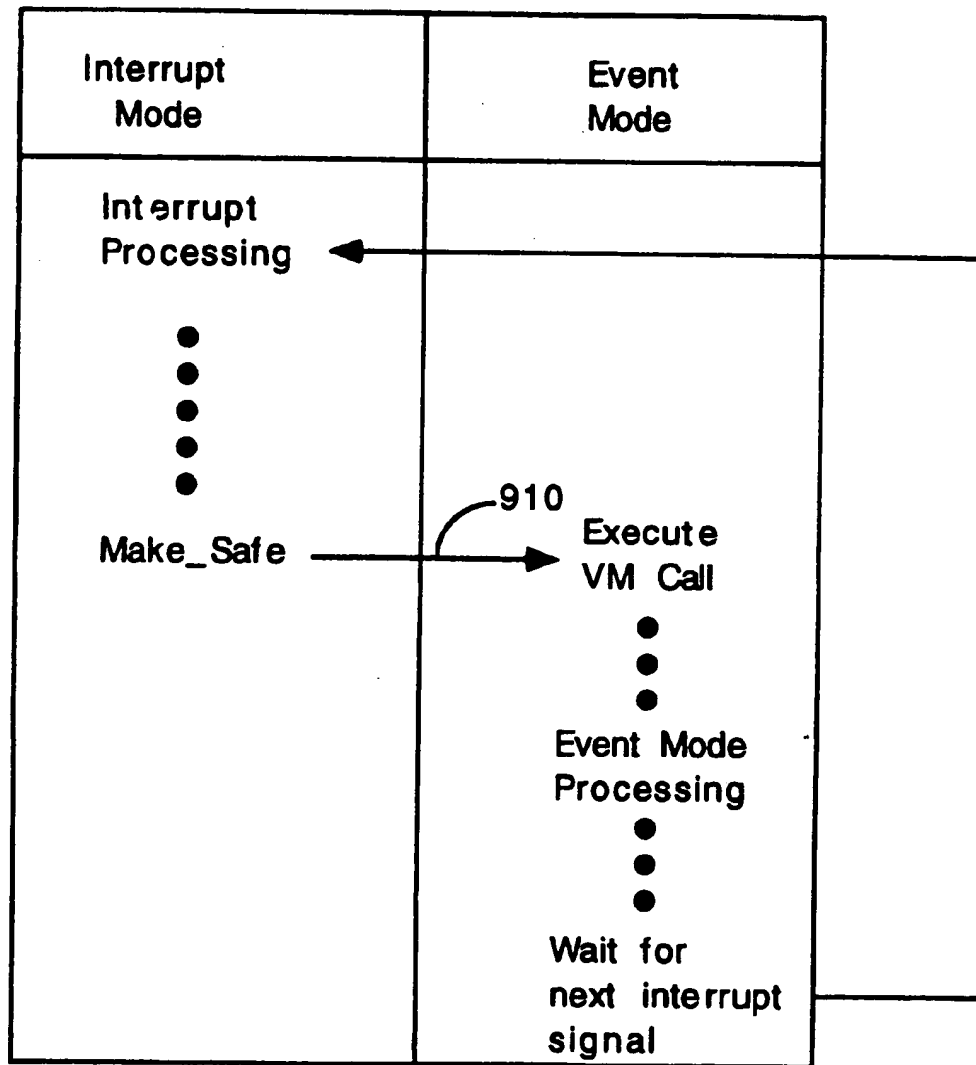 Interrupt
Mode
Event
Mode
Interrupt
Processing
Make_Safe
910
Execute
VM Call
Event Mode
Processing
Wait for
next interrupt
signal